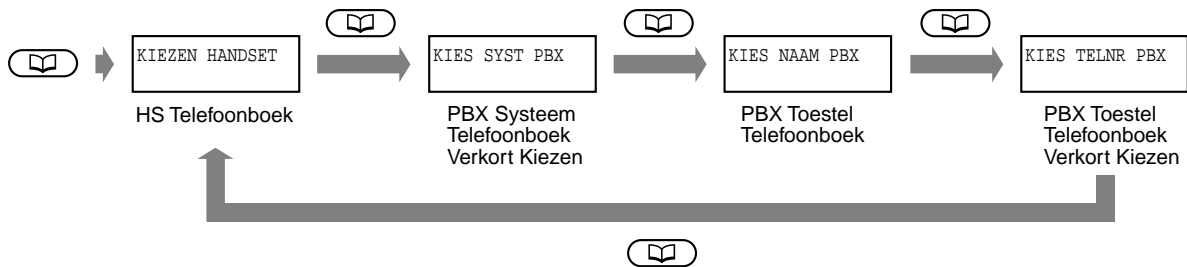 KIEZEN HANDSET
HS Telefoonboek
KIES SYST PBX
PBX Systeem
Telefoonboek
Verkort Kiezen
KIES NAAM PBX
PBX Toestel
Telefoonboek
KIES TELNR PBX
PBX Toestel
Telefoonboek
Verkort Kiezen